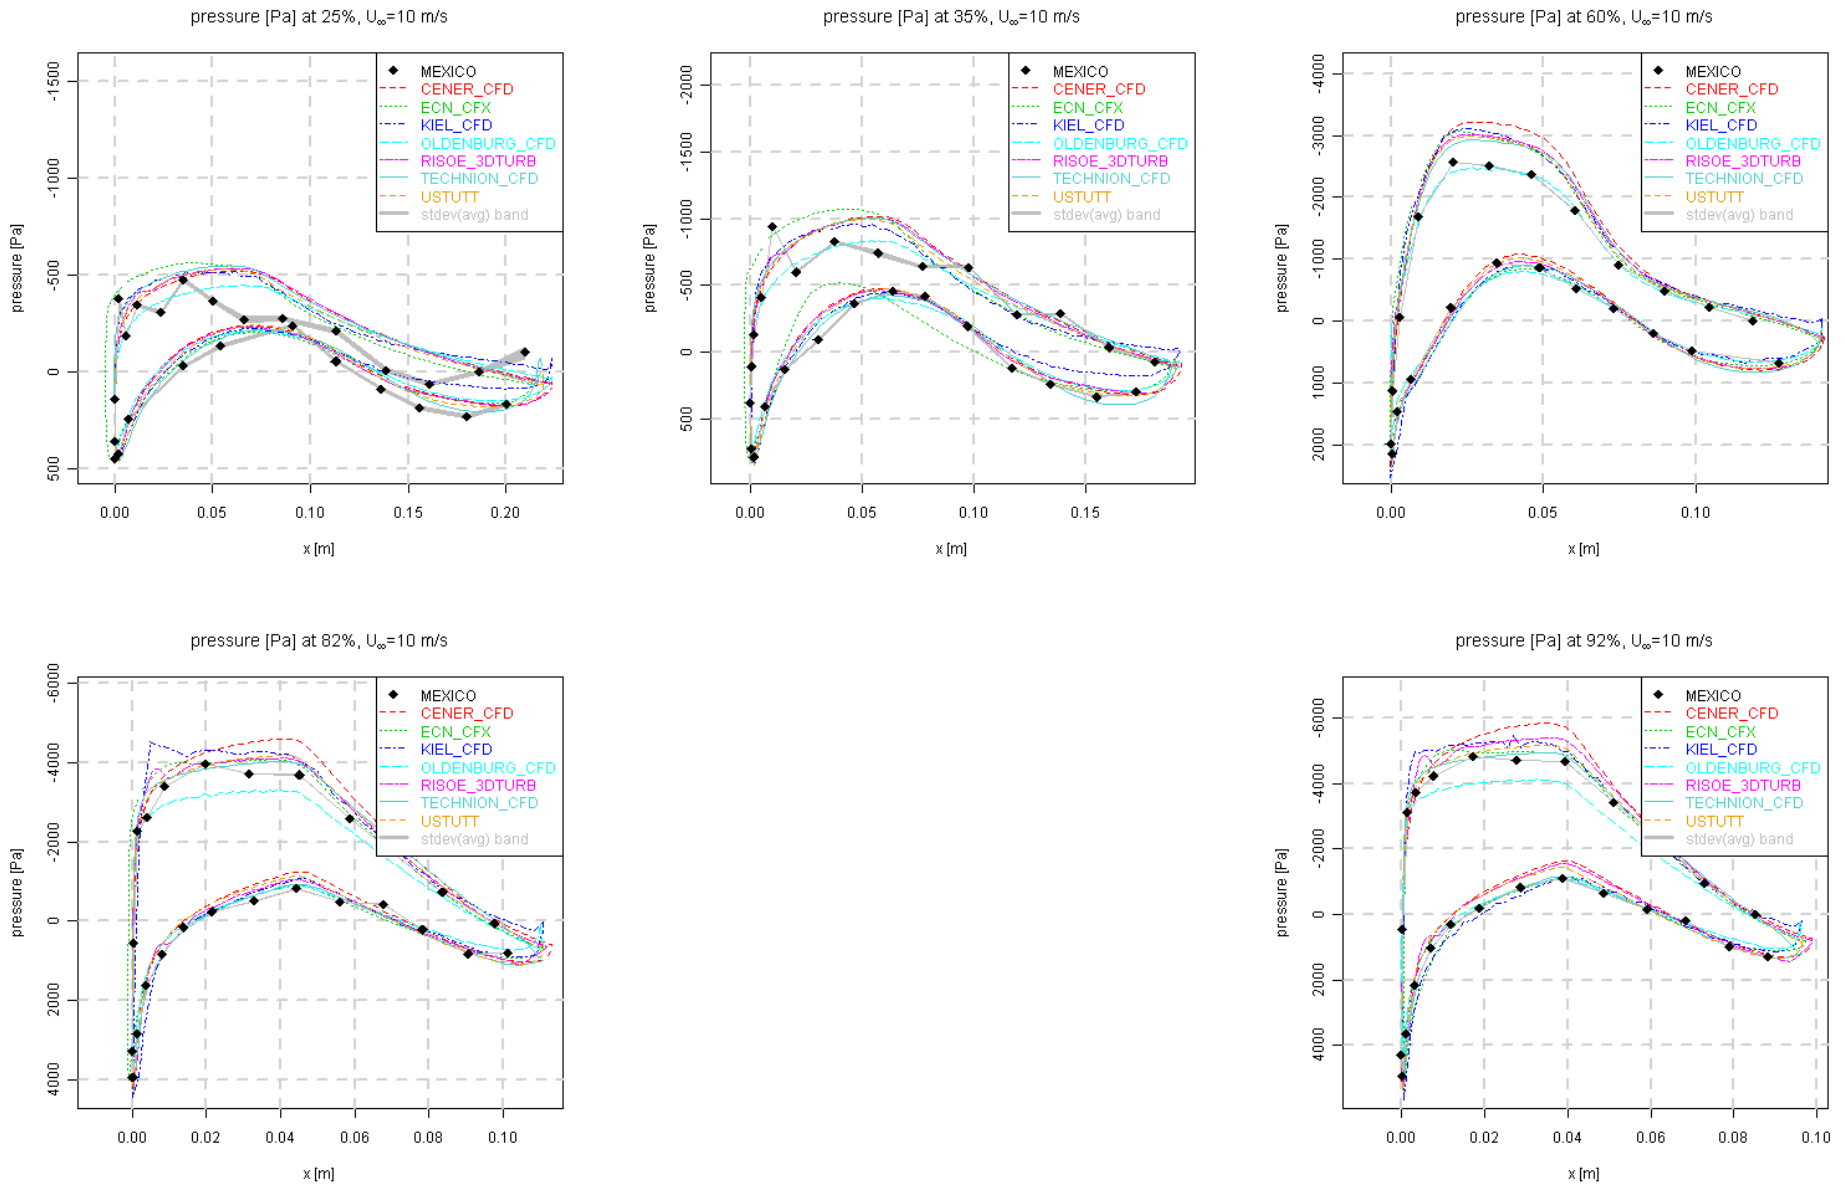 pressure [Pa] at 25%, U∞=10 m/s
pressure [Pa]
-1500
-1000
-500
0
500
0.00 0.05 0.10 0.15 0.20
x [m]
MEXICO
CENER_CFD
ECN_CFX
KIEL_CFD
OLDENBURG_CFD
RISOE_3DTURB
TECHNION_CFD
USTUTT
stdev(avg) band
pressure [Pa] at 35%, U∞=10 m/s
pressure [Pa]
-2000
-1500
-1000
-500
0
500
0.00 0.05 0.10 0.15
x [m]
MEXICO
CENER_CFD
ECN_CFX
KIEL_CFD
OLDENBURG_CFD
RISOE_3DTURB
TECHNION_CFD
USTUTT
stdev(avg) band
pressure [Pa] at 60%, U∞=10 m/s
pressure [Pa]
-4000
-3000
-2000
-1000
0
1000
2000
0.00 0.05 0.10
x [m]
MEXICO
CENER_CFD
ECN_CFX
KIEL_CFD
OLDENBURG_CFD
RISOE_3DTURB
TECHNION_CFD
USTUTT
stdev(avg) band
pressure [Pa] at 82%, U∞=10 m/s
pressure [Pa]
-6000
-4000
-2000
0
2000
4000
0.00 0.02 0.04 0.06 0.08 0.10
x [m]
MEXICO
CENER_CFD
ECN_CFX
KIEL_CFD
OLDENBURG_CFD
RISOE_3DTURB
TECHNION_CFD
USTUTT
stdev(avg) band
pressure [Pa] at 92%, U∞=10 m/s
pressure [Pa]
-6000
-4000
-2000
0
2000
4000
0.00 0.02 0.04 0.06 0.08 0.10
x [m]
MEXICO
CENER_CFD
ECN_CFX
KIEL_CFD
OLDENBURG_CFD
RISOE_3DTURB
TECHNION_CFD
USTUTT
stdev(avg) band